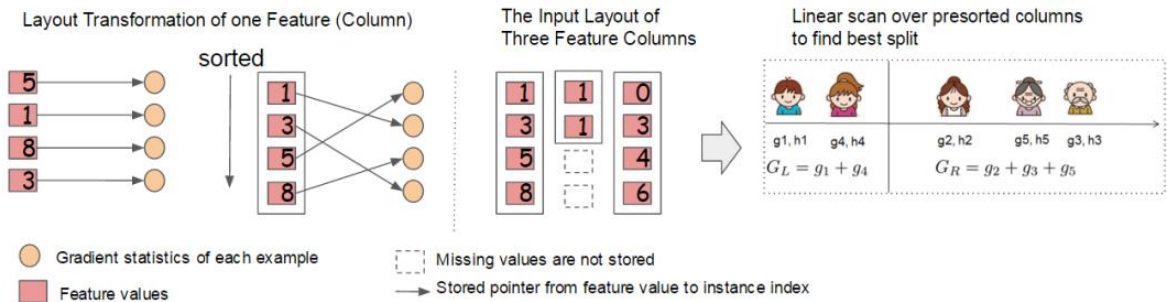 Layout Transformation of one Feature (Column)
The Input Layout of
Three Feature Columns
Linear scan over presorted columns
to find best split
sorted
5
1
8
3
1
3
5
8
1
3
5
8
1
1
0
3
4
6
g1, h1 g4, h4 g2, h2 g5, h5 g3, h3
G_L = g_1 + g_4 G_R = g_2 + g_3 + g_5
Gradient statistics of each example
Feature values
Missing values are not stored
Stored pointer from feature value to instance index